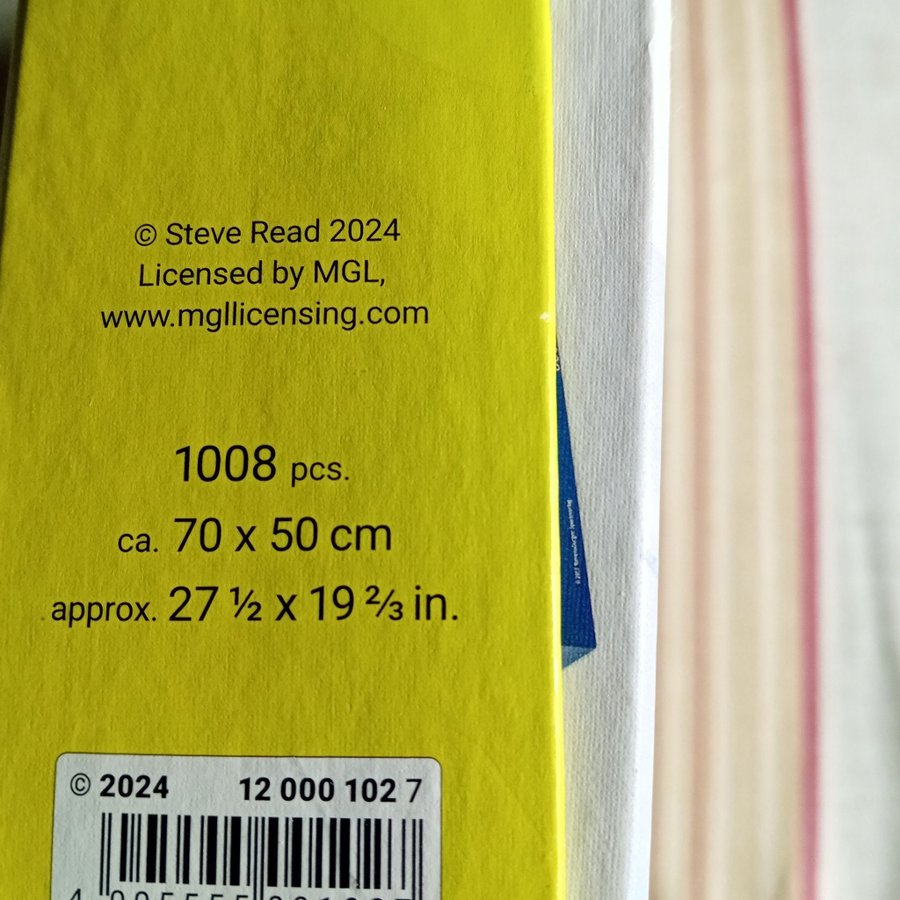 © Steve Read 2024
Licensed by MGL,
www.mgllicensing.com
1008 pcs.
ca. 70 x 50 cm
approx. 27 ½ x 19 ⅔ in.
© 2024 12 000 102 7